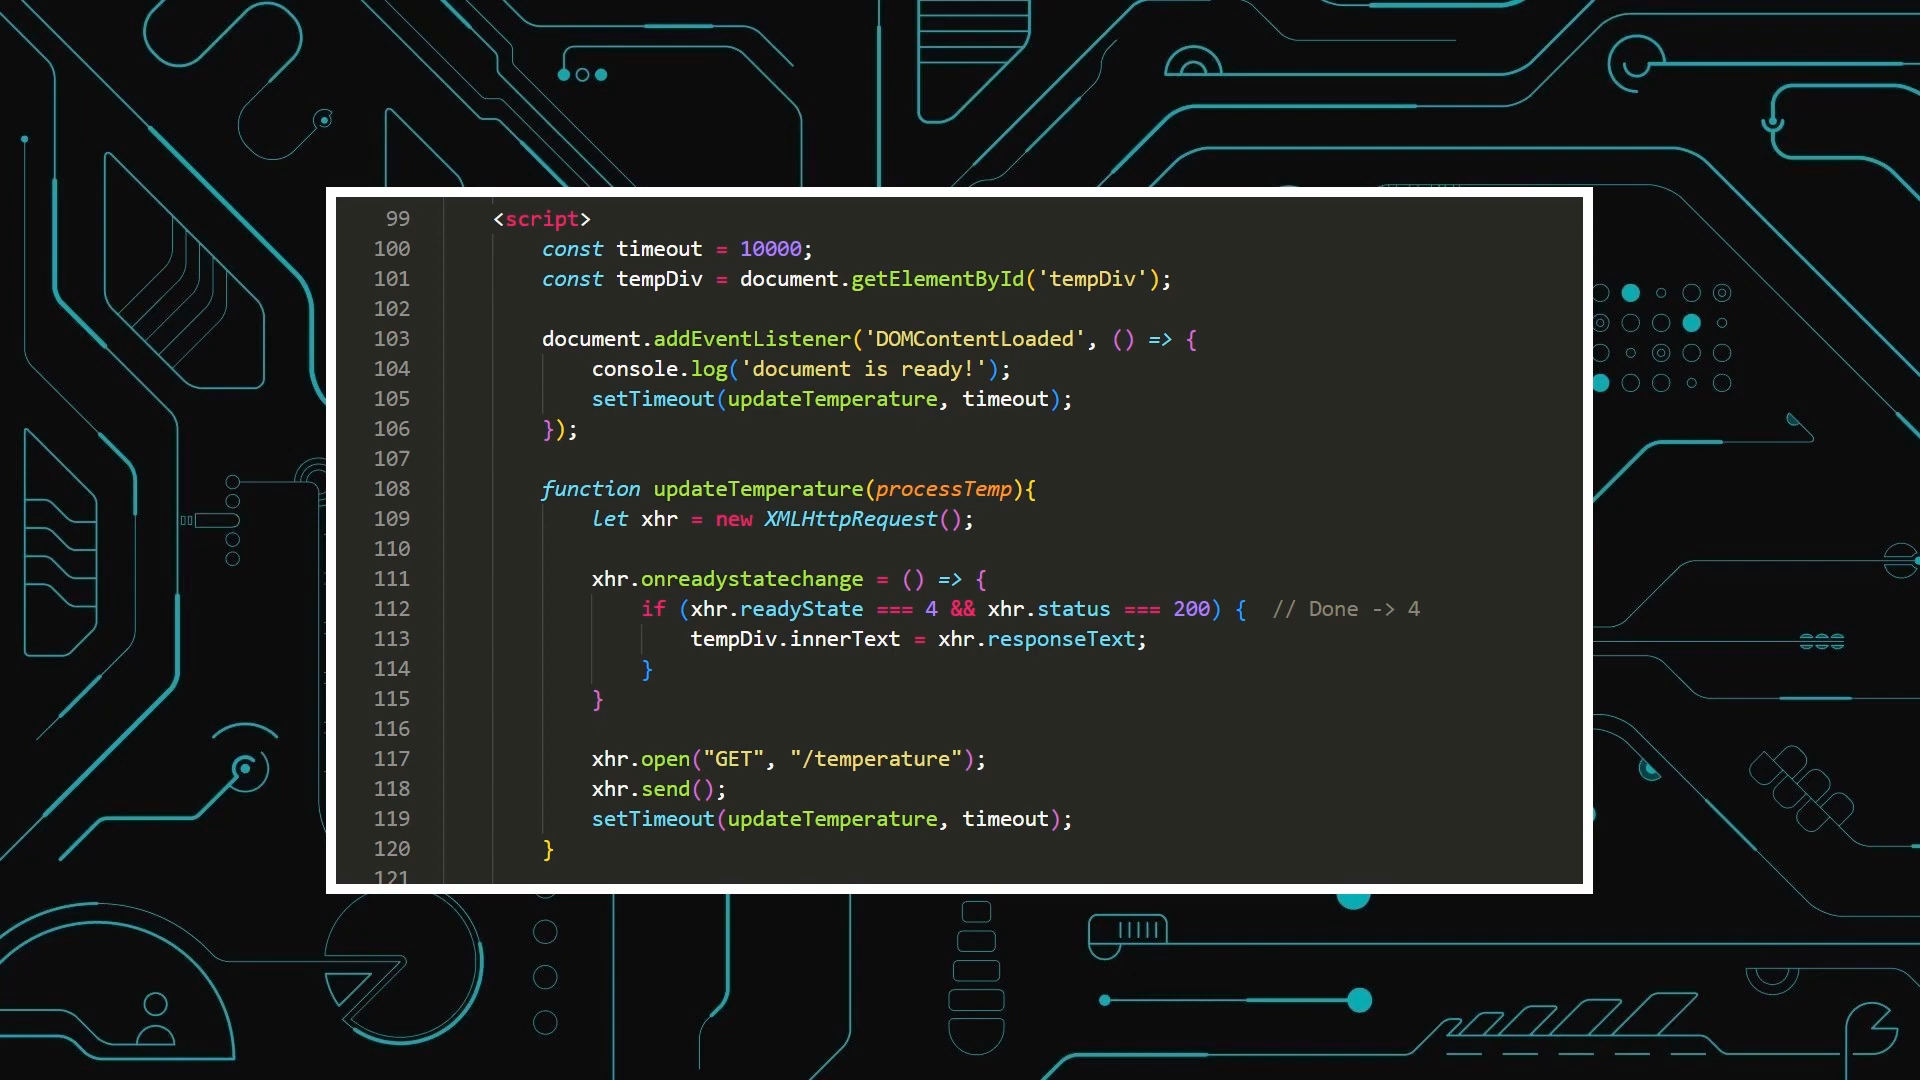 99 <script>
100 const timeout = 10000;
101 const tempDiv = document.getElementById('tempDiv');
102
103 document.addEventListener('DOMContentLoaded', () => {
104 console.log('document is ready!');
105 setTimeout(updateTemperature, timeout);
106 });
107
108 function updateTemperature(processTemp){
109 let xhr = new XMLHttpRequest();
110
111 xhr.onreadystatechange = () => {
112 if (xhr.readyState === 4 && xhr.status === 200) { // Done -> 4
113 tempDiv.innerText = xhr.responseText;
114 }
115 }
116
117 xhr.open("GET", "/temperature");
118 xhr.send();
119 setTimeout(updateTemperature, timeout);
120 }
121